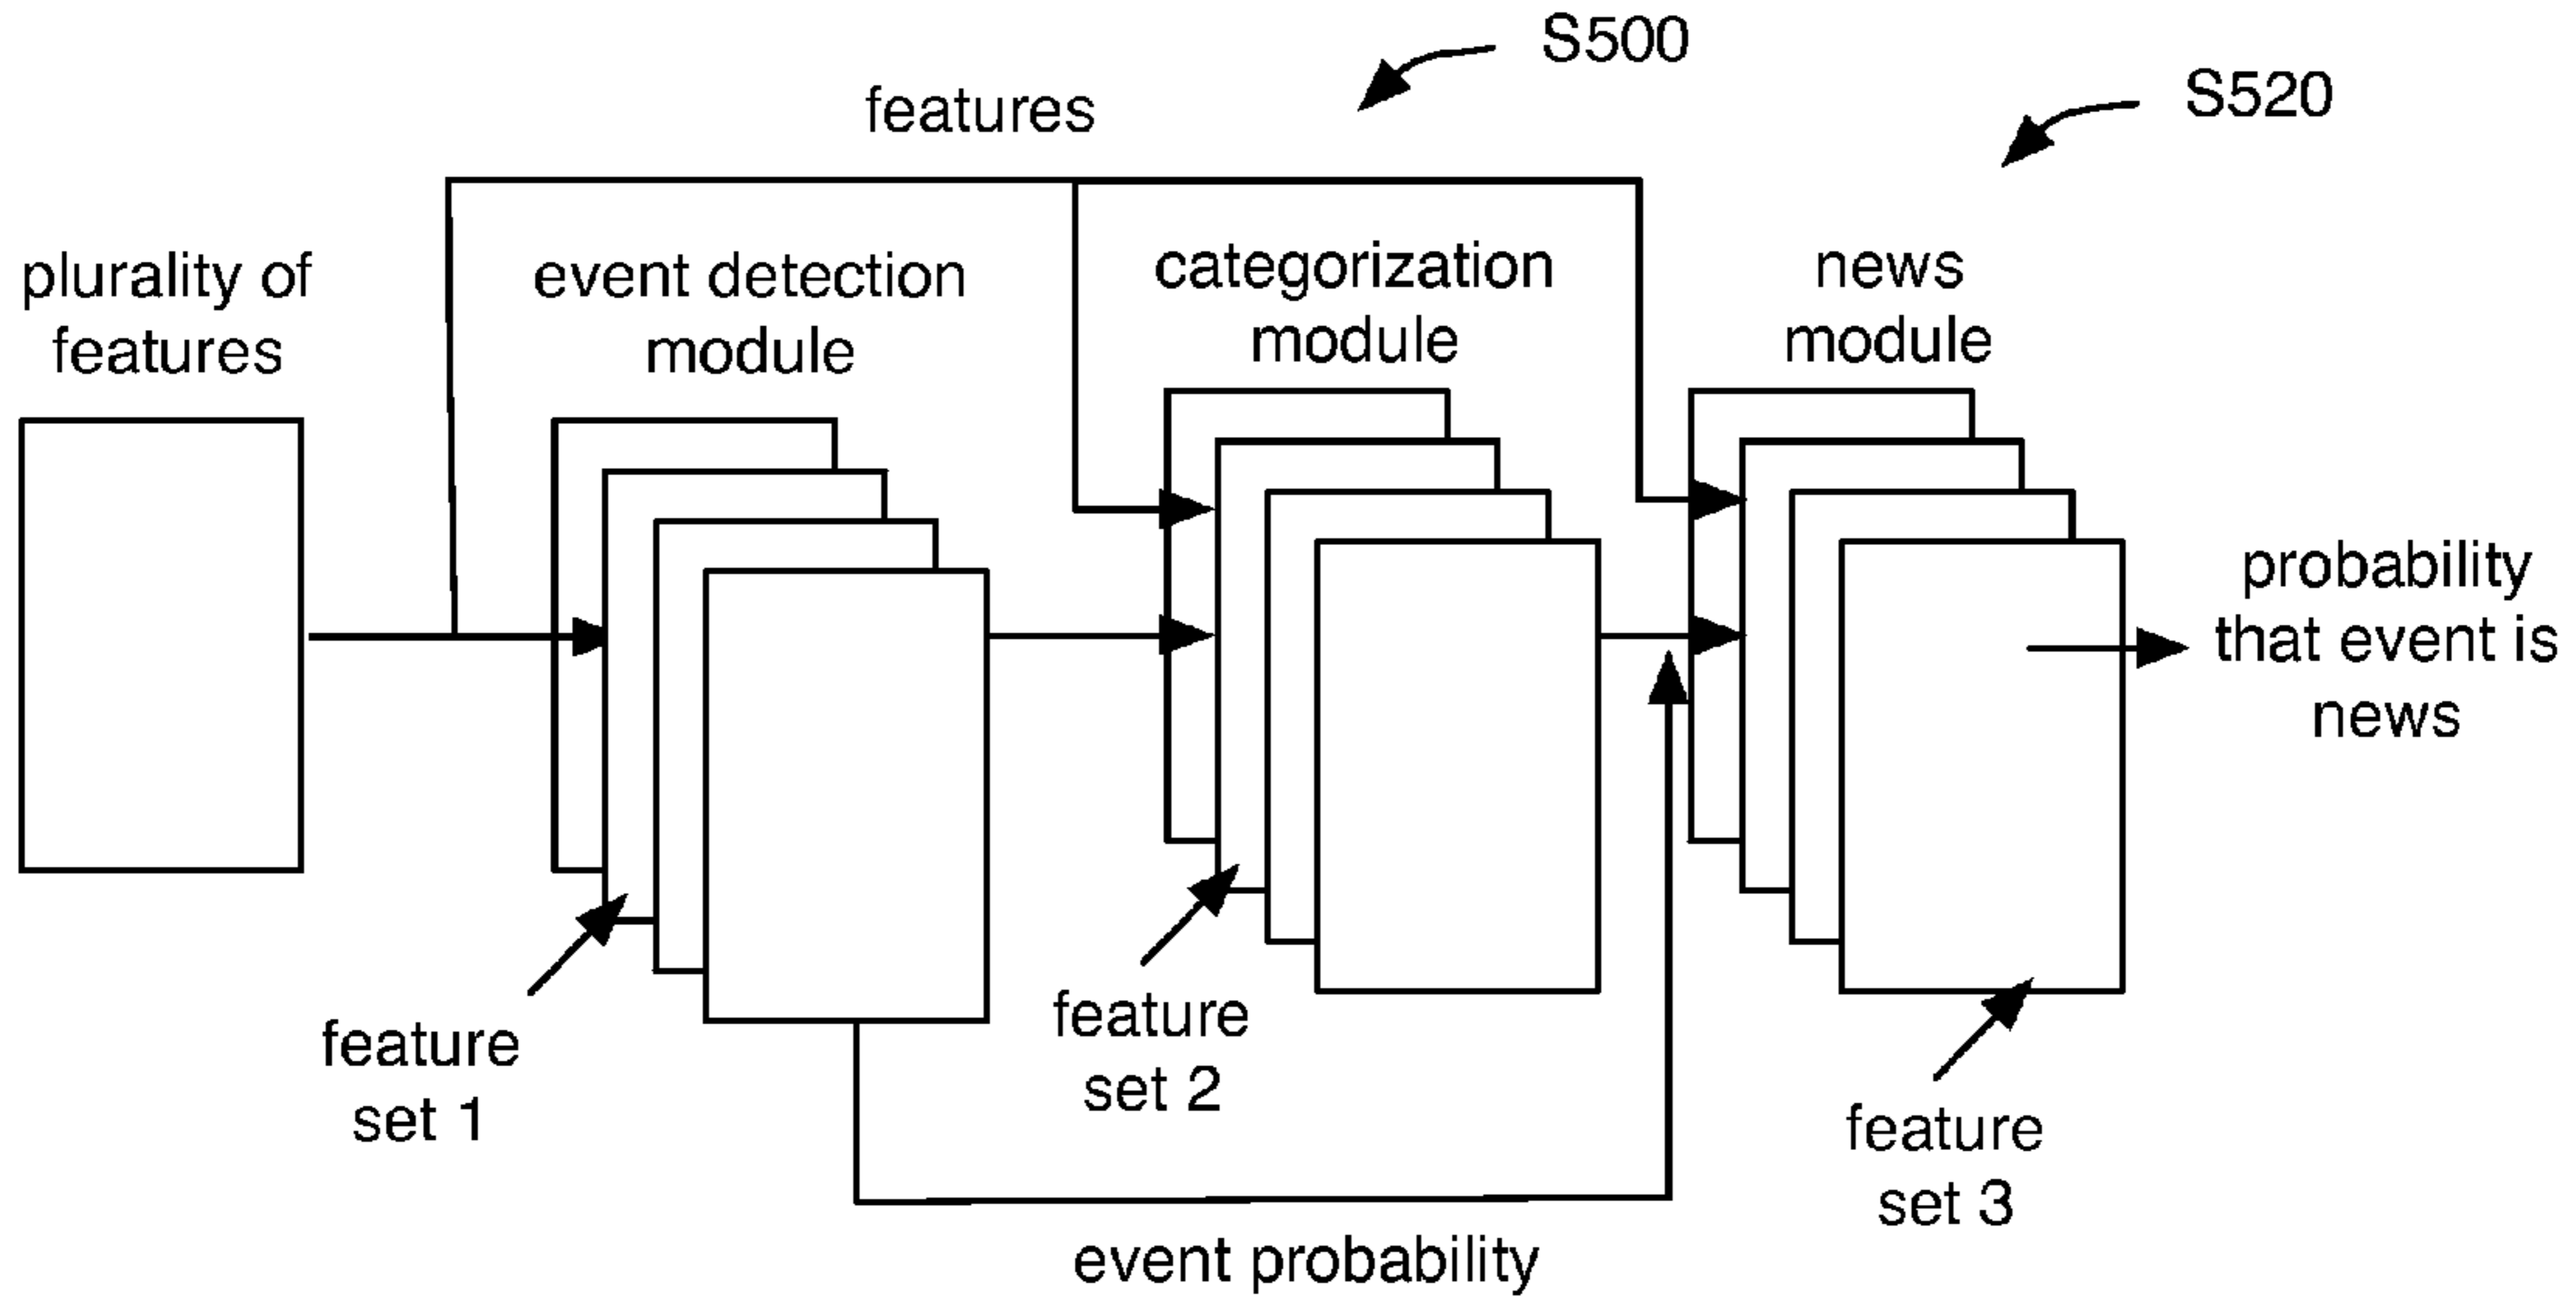 S500
S520
features
plurality of
features
event detection
module
categorization
module
news
module
probability
that event is
news
feature
set 1
feature
set 2
feature
set 3
event probability